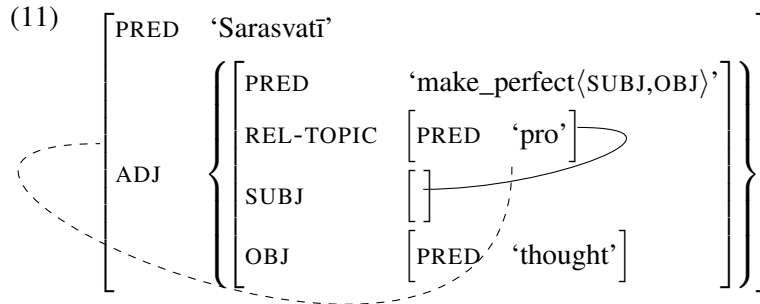 (11)
PRED ‘Sarasvatī’
PRED ‘make_perfect⟨SUBJ,OBJ⟩’
REL-TOPIC [PRED ‘pro’]
ADJ
SUBJ [ ]
OBJ [PRED ‘thought’]